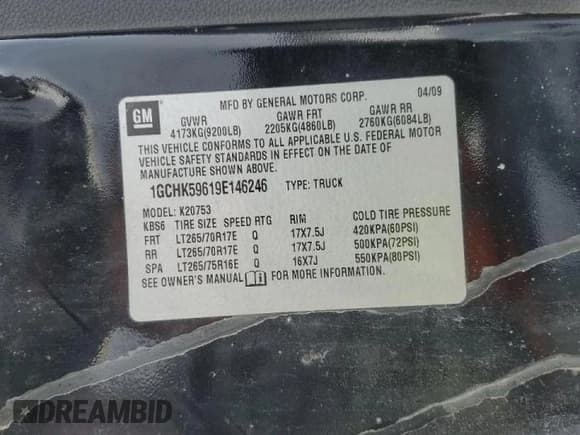 GM
MFD BY GENERAL MOTORS CORP. 04/09
GVWR GAWR FRT GAWR RR
4173KG(9200LB) 2205KG(4860LB) 2760KG(6084LB)
THIS VEHICLE CONFORMS TO ALL APPLICABLE U.S. FEDERAL MOTOR
VEHICLE SAFETY STANDARDS IN EFFECT ON THE DATE OF
MANUFACTURE SHOWN ABOVE.
1GCHK59619E146246 TYPE: TRUCK
MODEL: K20753
KBS6 TIRE SIZE SPEED RTG RIM COLD TIRE PRESSURE
FRT LT265/70R17E Q 17X7.5J 420KPA(60PSI)
RR LT265/70R17E Q 17X7.5J 500KPA(72PSI)
SPA LT265/75R16E Q 16X7J 550KPA(80PSI)
SEE OWNER'S MANUAL FOR MORE INFORMATION.
DREAMBID